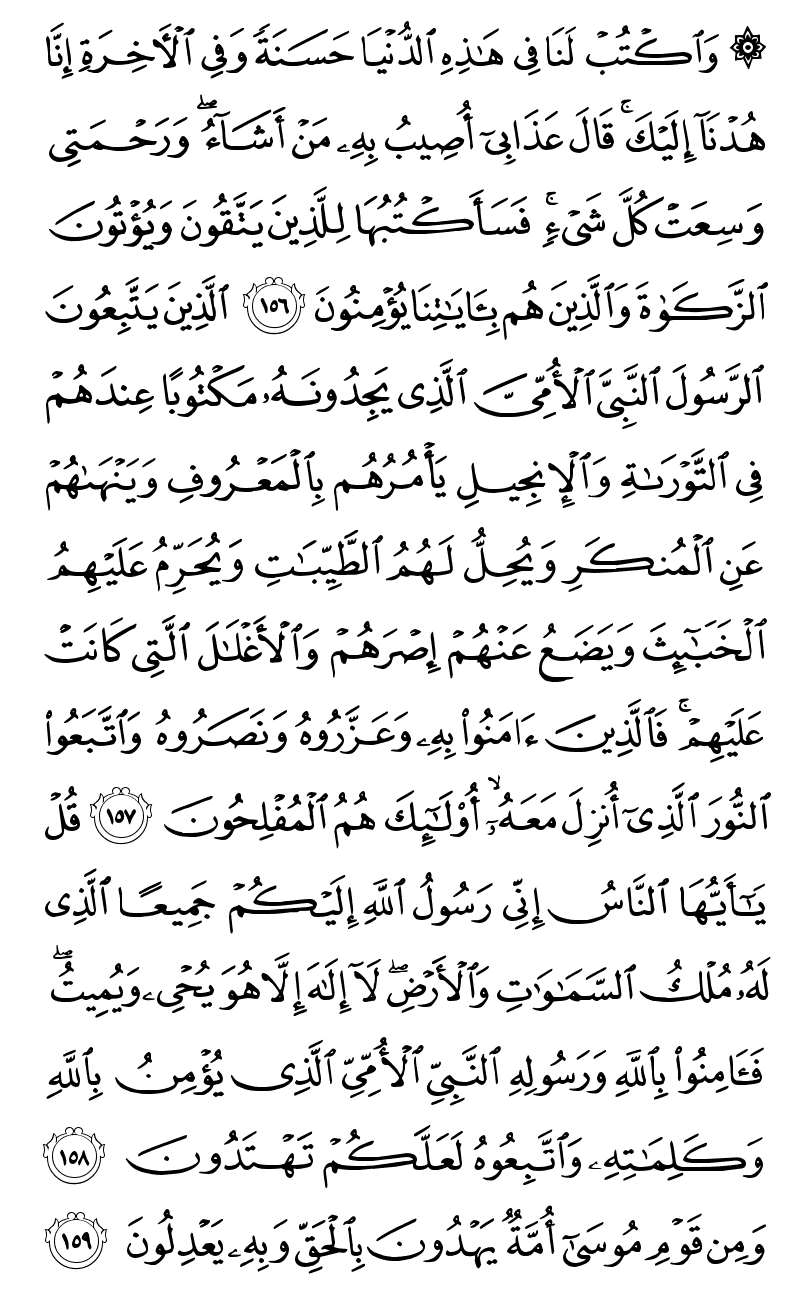 ۞ وَٱكۡتُبۡ لَنَا فِي هَٰذِهِ ٱلدُّنۡيَا حَسَنَةٗ وَفِي ٱلۡأٓخِرَةِ إِنَّا
هُدۡنَآ إِلَيۡكَۚ قَالَ عَذَابِيٓ أُصِيبُ بِهِۦ مَنۡ أَشَآءُۖ وَرَحۡمَتِي
وَسِعَتۡ كُلَّ شَيۡءٖۚ فَسَأَكۡتُبُهَا لِلَّذِينَ يَتَّقُونَ وَيُؤۡتُونَ
ٱلزَّكَوٰةَ وَٱلَّذِينَ هُم بِـَٔايَٰتِنَا يُؤۡمِنُونَ ١٥٦ ٱلَّذِينَ يَتَّبِعُونَ
ٱلرَّسُولَ ٱلنَّبِيَّ ٱلۡأُمِّيَّ ٱلَّذِي يَجِدُونَهُۥ مَكۡتُوبًا عِندَهُمۡ
فِي ٱلتَّوۡرَىٰةِ وَٱلۡإِنجِيلِ يَأۡمُرُهُم بِٱلۡمَعۡرُوفِ وَيَنۡهَىٰهُمۡ
عَنِ ٱلۡمُنكَرِ وَيُحِلُّ لَهُمُ ٱلطَّيِّبَٰتِ وَيُحَرِّمُ عَلَيۡهِمُ
ٱلۡخَبَٰٓئِثَ وَيَضَعُ عَنۡهُمۡ إِصۡرَهُمۡ وَٱلۡأَغۡلَٰلَ ٱلَّتِي كَانَتۡ
عَلَيۡهِمۡۚ فَٱلَّذِينَ ءَامَنُواْ بِهِۦ وَعَزَّرُوهُ وَنَصَرُوهُ وَٱتَّبَعُواْ
ٱلنُّورَ ٱلَّذِيٓ أُنزِلَ مَعَهُۥٓۙ أُوْلَٰٓئِكَ هُمُ ٱلۡمُفۡلِحُونَ ١٥٧ قُلۡ
يَٰٓأَيُّهَا ٱلنَّاسُ إِنِّي رَسُولُ ٱللَّهِ إِلَيۡكُمۡ جَمِيعًا ٱلَّذِي
لَهُۥ مُلۡكُ ٱلسَّمَٰوَٰتِ وَٱلۡأَرۡضِۖ لَآ إِلَٰهَ إِلَّا هُوَ يُحۡيِۦ وَيُمِيتُۖ
فَـَٔامِنُواْ بِٱللَّهِ وَرَسُولِهِ ٱلنَّبِيِّ ٱلۡأُمِّيِّ ٱلَّذِي يُؤۡمِنُ بِٱللَّهِ
وَكَلِمَٰتِهِۦ وَٱتَّبِعُوهُ لَعَلَّكُمۡ تَهۡتَدُونَ ١٥٨
وَمِن قَوۡمِ مُوسَىٰٓ أُمَّةٞ يَهۡدُونَ بِٱلۡحَقِّ وَبِهِۦ يَعۡدِلُونَ ١٥٩